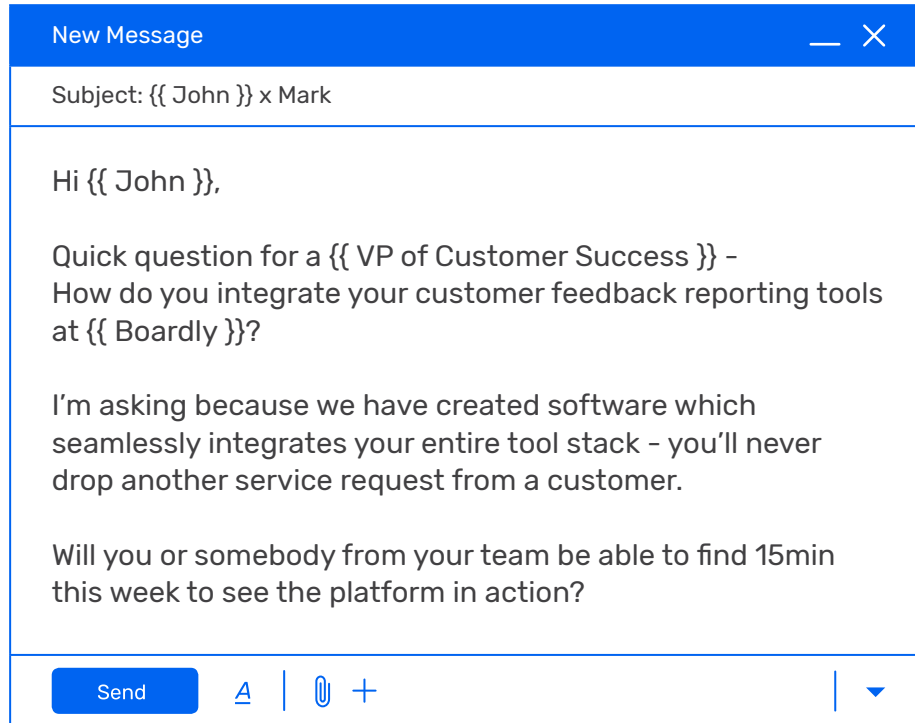 New Message
Subject: {{ John }} x Mark
Hi {{ John }},
Quick question for a {{ VP of Customer Success }} -
How do you integrate your customer feedback reporting tools
at {{ Boardly }}?
I’m asking because we have created software which
seamlessly integrates your entire tool stack - you’ll never
drop another service request from a customer.
Will you or somebody from your team be able to find 15min
this week to see the platform in action?
Send
A